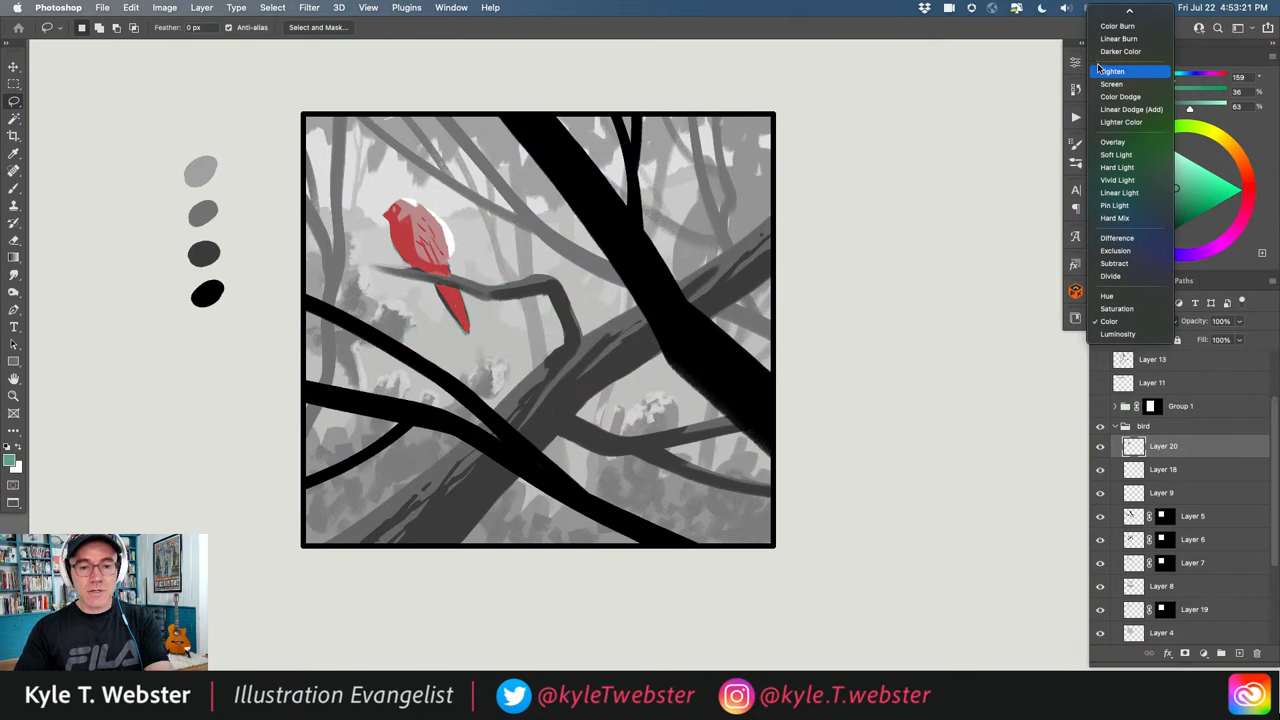 Photoshop File Edit Image Layer Type Select Filter 3D View Plugins Window Help
Fri Jul 22 4:53:21 PM
Feather: 0 px Anti-alias Select and Mask...
Color Burn
Linear Burn
Darker Color
Lighten
Screen
Color Dodge
Linear Dodge (Add)
Lighter Color
Overlay
Soft Light
Hard Light
Vivid Light
Linear Light
Pin Light
Hard Mix
Difference
Exclusion
Subtract
Divide
Hue
Saturation
Color
Luminosity
159
36
63
Paths
Opacity: 100%
Fill: 100%
Layer 13
Layer 11
Group 1
bird
Layer 20
Layer 18
Layer 9
Layer 5
Layer 6
Layer 7
Layer 8
Layer 19
Layer 4
fx
FILA
Kyle T. Webster | Illustration Evangelist | @kyleTwebster @kyle.T.webster